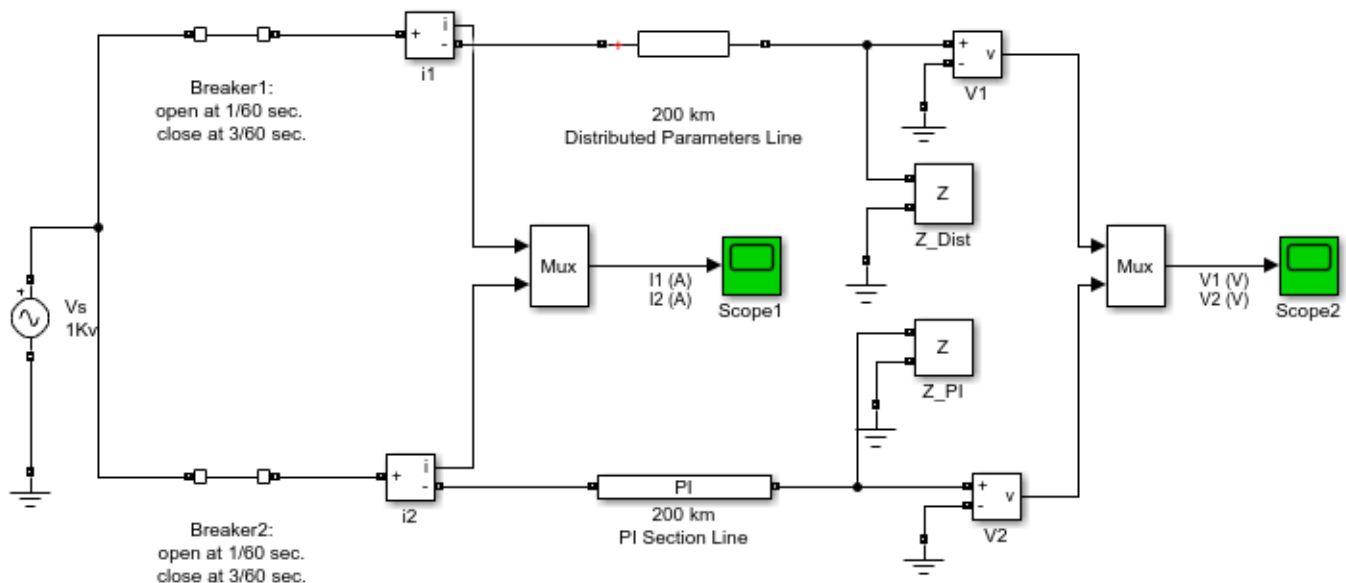 i
+
-
i1
Breaker1:
open at 1/60 sec.
close at 3/60 sec.
200 km
Distributed Parameters Line
+
-
v
V1
Z
Z_Dist
Mux
I1 (A)
I2 (A)
Scope1
Mux
V1 (V)
V2 (V)
Scope2
+
Vs
1Kv
Z
Z_PI
i
+
-
i2
PI
200 km
PI Section Line
+
-
v
V2
Breaker2:
open at 1/60 sec.
close at 3/60 sec.